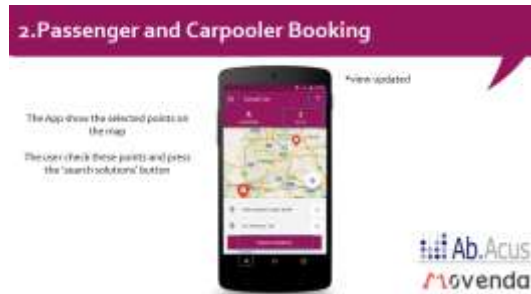 2.Passenger and Carpooler Booking
*view updated
The App show the selected points on
the map
The user check these points and press
the 'search solutions' button
Ab.Acus
Movenda